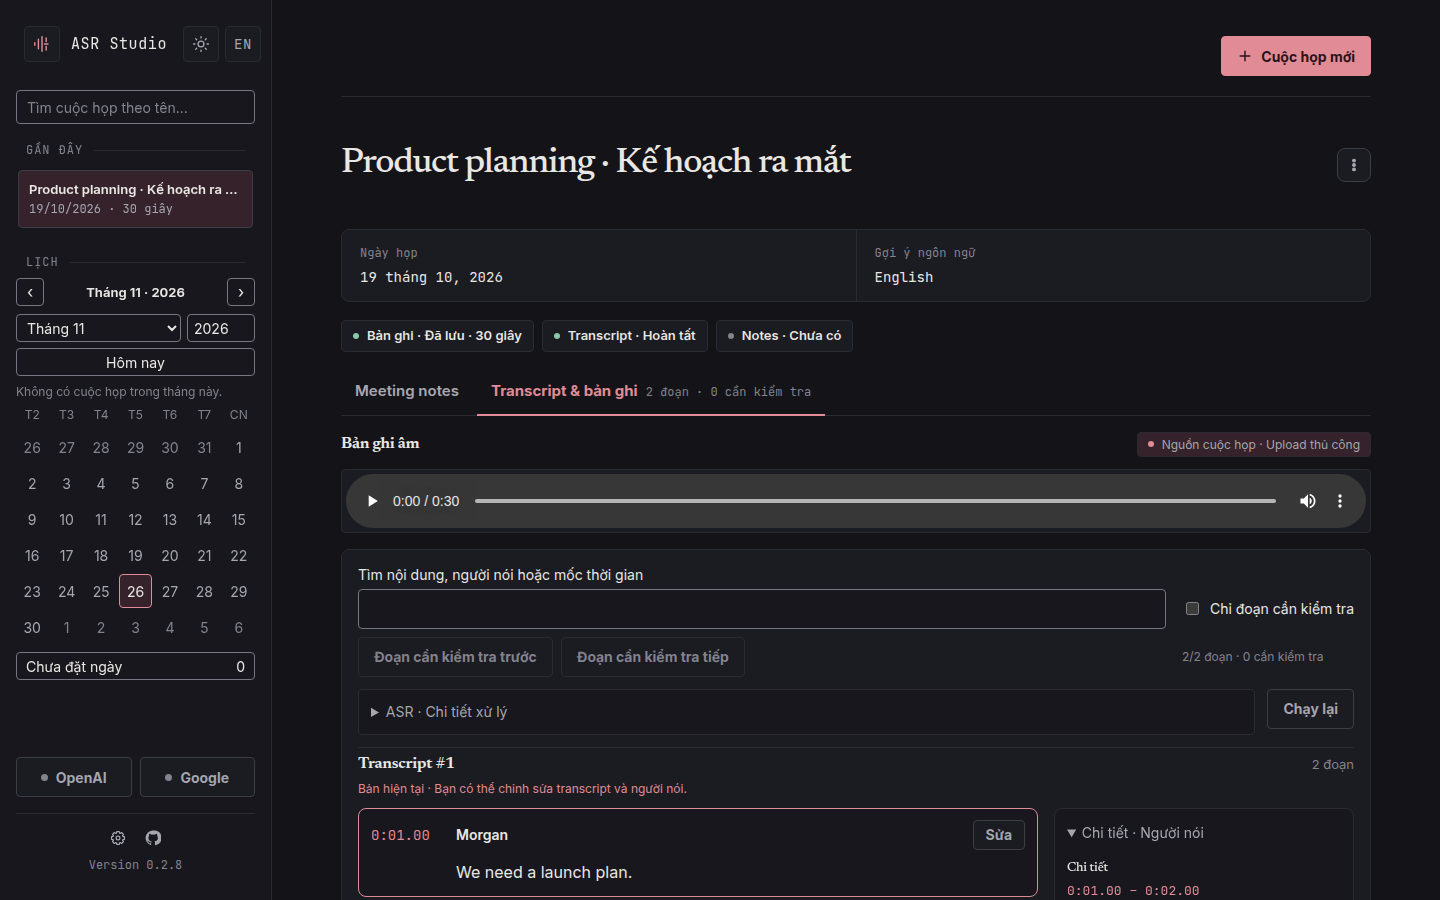 ASR Studio
EN
Tìm cuộc họp theo tên...
GẦN ĐÂY
Product planning · Kế hoạch ra ...
19/10/2026 · 30 giây
LỊCH
Tháng 11 · 2026
Tháng 11
2026
Hôm nay
Không có cuộc họp trong tháng này.
T2 T3 T4 T5 T6 T7 CN
26 27 28 29 30 31 1
2 3 4 5 6 7 8
9 10 11 12 13 14 15
16 17 18 19 20 21 22
23 24 25 26 27 28 29
30 1 2 3 4 5 6
Chưa đặt ngày 0
OpenAI
Google
Version 0.2.8
+ Cuộc họp mới
Product planning · Kế hoạch ra mắt
Ngày họp
19 tháng 10, 2026
Gợi ý ngôn ngữ
English
Bản ghi · Đã lưu · 30 giây
Transcript · Hoàn tất
Notes · Chưa có
Meeting notes
Transcript & bản ghi 2 đoạn · 0 cần kiểm tra
Bản ghi âm
Nguồn cuộc họp · Upload thủ công
0:00 / 0:30
Tìm nội dung, người nói hoặc mốc thời gian
Chỉ đoạn cần kiểm tra
Đoạn cần kiểm tra trước
Đoạn cần kiểm tra tiếp
2/2 đoạn · 0 cần kiểm tra
ASR · Chi tiết xử lý
Chạy lại
Transcript #1
2 đoạn
Bản hiện tại · Bạn có thể chỉnh sửa transcript và người nói.
0:01.00 Morgan
Sửa
We need a launch plan.
Chi tiết · Người nói
Chi tiết
0:01.00 – 0:02.00